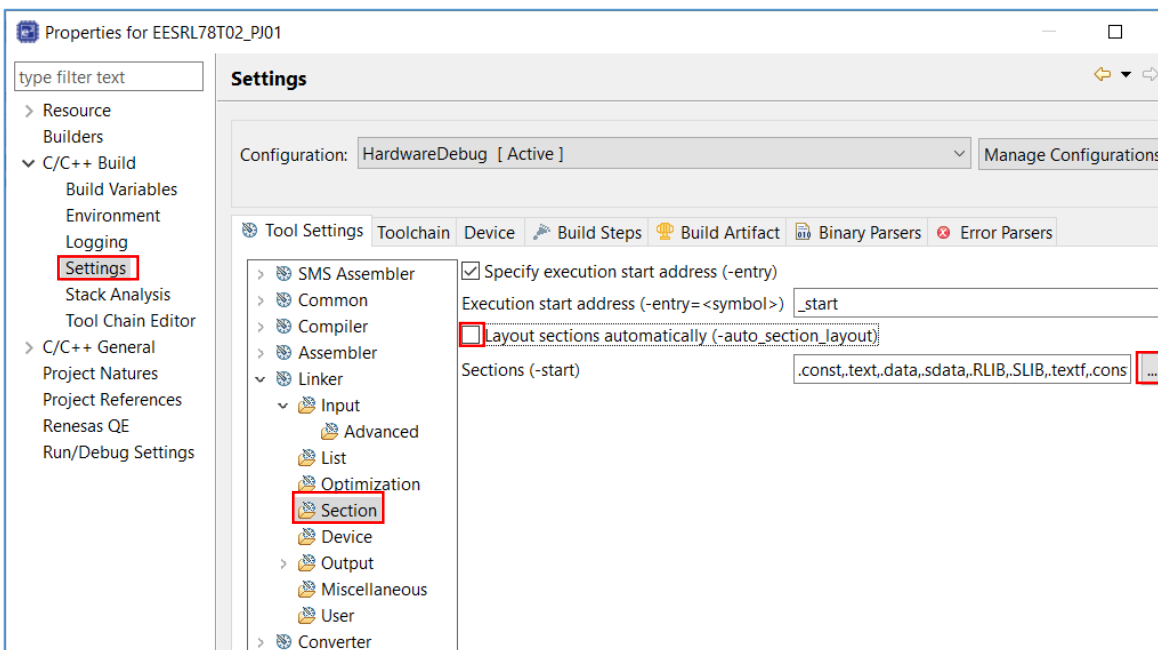 Properties for EESRL78T02_PJ01
type filter text
Resource
Builders
C/C++ Build
Build Variables
Environment
Logging
Settings
Stack Analysis
Tool Chain Editor
C/C++ General
Project Natures
Project References
Renesas QE
Run/Debug Settings
Settings
Configuration: HardwareDebug [ Active ] Manage Configurations
Tool Settings Toolchain Device Build Steps Build Artifact Binary Parsers Error Parsers
SMS Assembler
Common
Compiler
Assembler
Linker
Input
Advanced
List
Optimization
Section
Device
Output
Miscellaneous
User
Converter
Specify execution start address (-entry)
Execution start address (-entry=<symbol>) _start
Layout sections automatically (-auto_section_layout)
Sections (-start) .const,.text,.data,.sdata,.RLIB,.SLIB,.textf,.cons ...